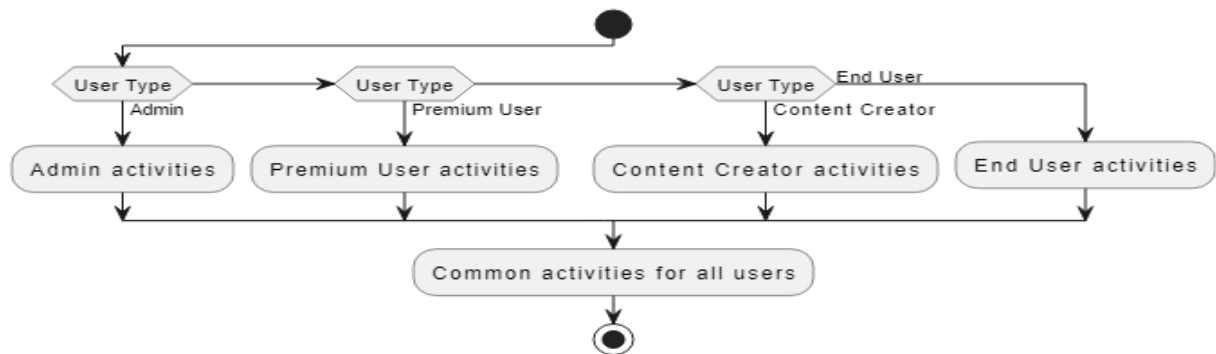 User Type
User Type
User Type
End User
Admin
Premium User
Content Creator
Admin activities
Premium User activities
Content Creator activities
End User activities
Common activities for all users